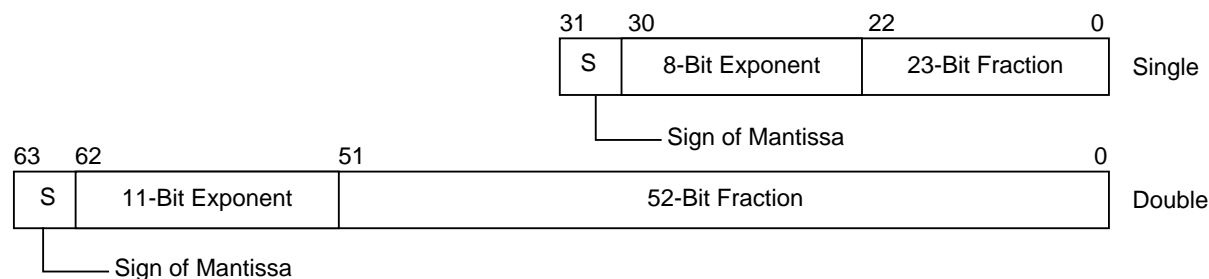 31 30 22 0
S 8-Bit Exponent 23-Bit Fraction Single
Sign of Mantissa
63 62 51 0
S 11-Bit Exponent 52-Bit Fraction Double
Sign of Mantissa